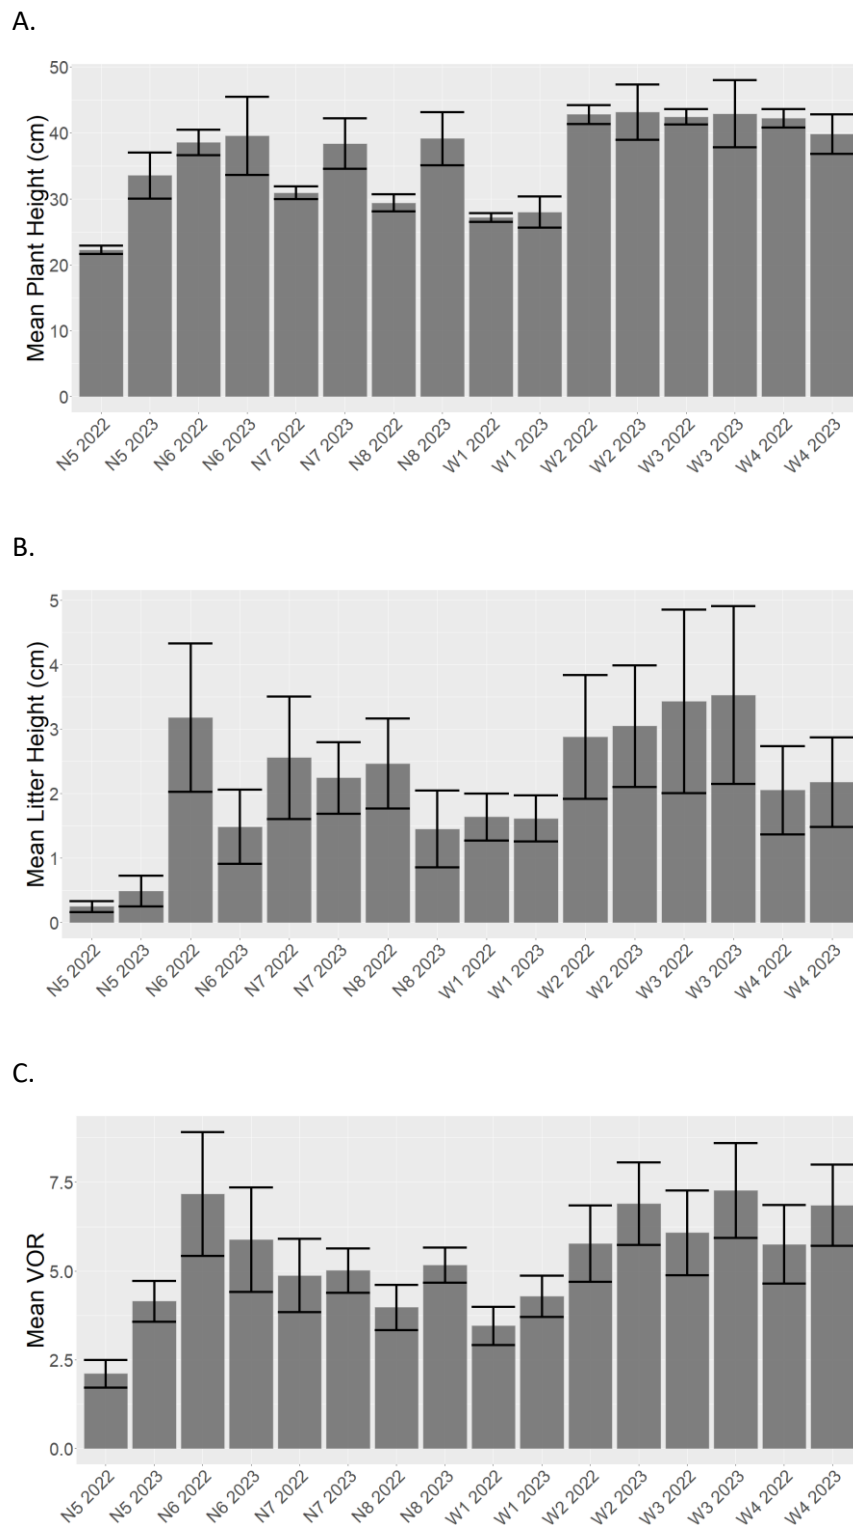 A.
Mean Plant Height (cm)
50
40
30
20
10
0
N5 2022
N5 2023
N6 2022
N6 2023
N7 2022
N7 2023
N8 2022
N8 2023
W1 2022
W1 2023
W2 2022
W2 2023
W3 2022
W3 2023
W4 2022
W4 2023
B.
Mean Litter Height (cm)
5
4
3
2
1
0
N5 2022
N5 2023
N6 2022
N6 2023
N7 2022
N7 2023
N8 2022
N8 2023
W1 2022
W1 2023
W2 2022
W2 2023
W3 2022
W3 2023
W4 2022
W4 2023
C.
Mean VOR
7.5
5.0
2.5
0.0
N5 2022
N5 2023
N6 2022
N6 2023
N7 2022
N7 2023
N8 2022
N8 2023
W1 2022
W1 2023
W2 2022
W2 2023
W3 2022
W3 2023
W4 2022
W4 2023